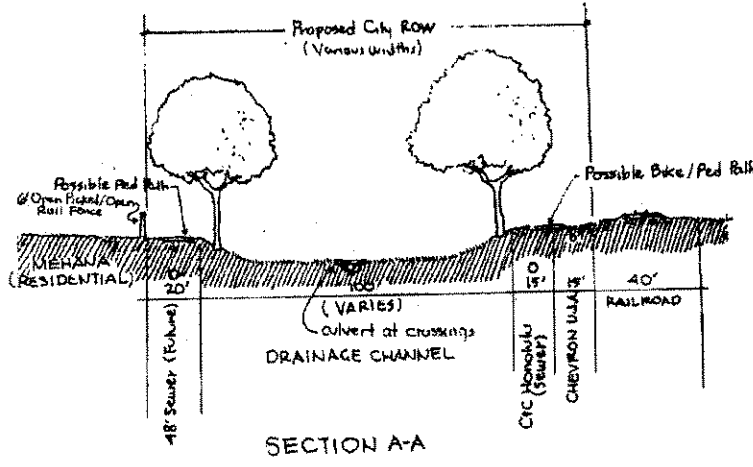 Proposed City ROW
(Various widths)
Possible Ped Path
6' Open Picket/Open
Rail Fence
Possible Bike/Ped Path
MEHANA
(RESIDENTIAL)
20'
100'
15'
40'
(VARIES)
RAILROAD
culvert at crossings
DRAINAGE CHANNEL
48" Sewer (Future)
C+C Honolulu
(Sewer)
CHEVRON
SECTION A-A